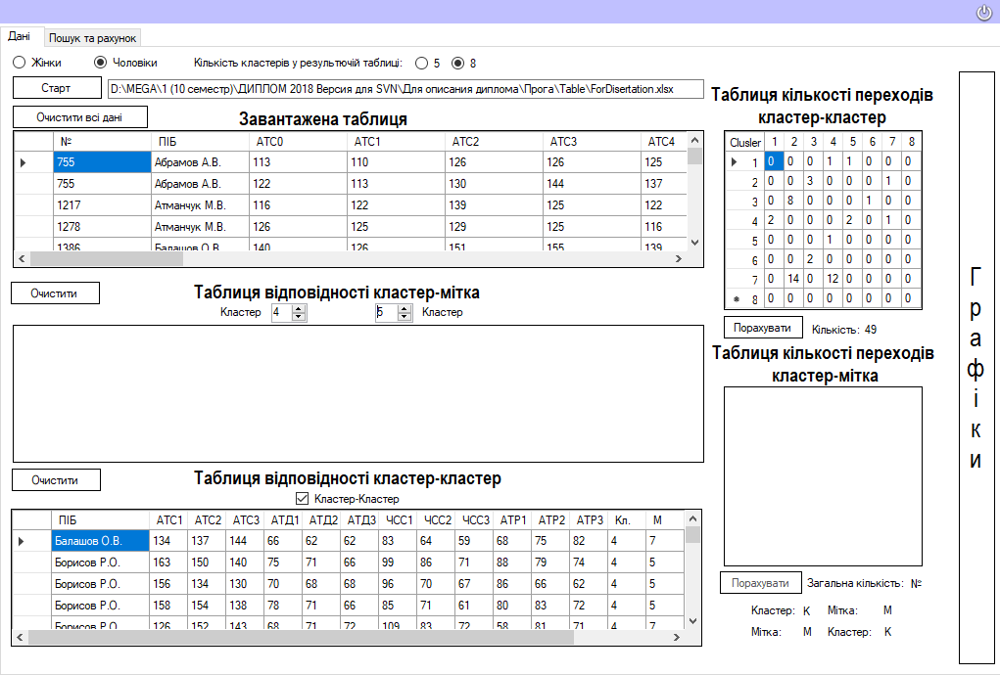 Дані Пошук та рахунок
Жінки Чоловіки Кількість кластерів у результуючій таблиці: 5 8
Старт D:\MEGA\1 (10 семестр)\ДИПЛОМ 2018 Версия для SVN\Для описания диплома\Прога\Table\ForDisertation.xlsx
Очистити всі дані
Завантажена таблиця
№ ПІБ АТС0 АТС1 АТС2 АТС3 АТС4
755 Абрамов А.В. 113 110 126 126 125
755 Абрамов А.В. 122 113 130 144 137
1217 Атманчук М.В. 116 122 139 125 122
1278 Атманчук М.В. 126 125 129 125 116
1386 Балашов О.В. 140 126 151 155 139
Очистити
Таблиця відповідності кластер-мітка
Кластер 4 5 Кластер
Очистити
Таблиця відповідності кластер-кластер
Кластер-Кластер
ПІБ АТС1 АТС2 АТС3 АТД1 АТД2 АТД3 ЧСС1 ЧСС2 ЧСС3 АТР1 АТР2 АТР3 Кл. М
Балашов О.В. 134 137 144 66 62 62 83 64 59 68 75 82 4 7
Борисов Р.О. 163 150 140 75 71 66 99 86 71 88 79 74 4 5
Борисов Р.О. 156 134 130 70 68 68 96 70 67 86 66 62 4 5
Борисов Р.О. 158 154 138 78 71 66 85 71 61 80 83 72 4 5
Борисов Р.О. 126 152 143 68 71 72 109 83 72 58 81 71 4 7
Таблиця кількості переходів
кластер-кластер
Clusler 1 2 3 4 5 6 7 8
1 0 0 0 1 1 0 0 0
2 0 0 3 0 0 0 1 0
3 0 8 0 0 0 1 0 0
4 2 0 0 0 2 0 1 0
5 0 0 0 1 0 0 0 0
6 0 0 2 0 0 0 0 0
7 0 14 0 12 0 0 0 0
* 8 0 0 0 0 0 0 0 0
Порахувати Кількість: 49
Таблиця кількості переходів
кластер-мітка
Порахувати Загальна кількість: №
Кластер: К Мітка: М
Мітка: М Кластер: К
Графіки